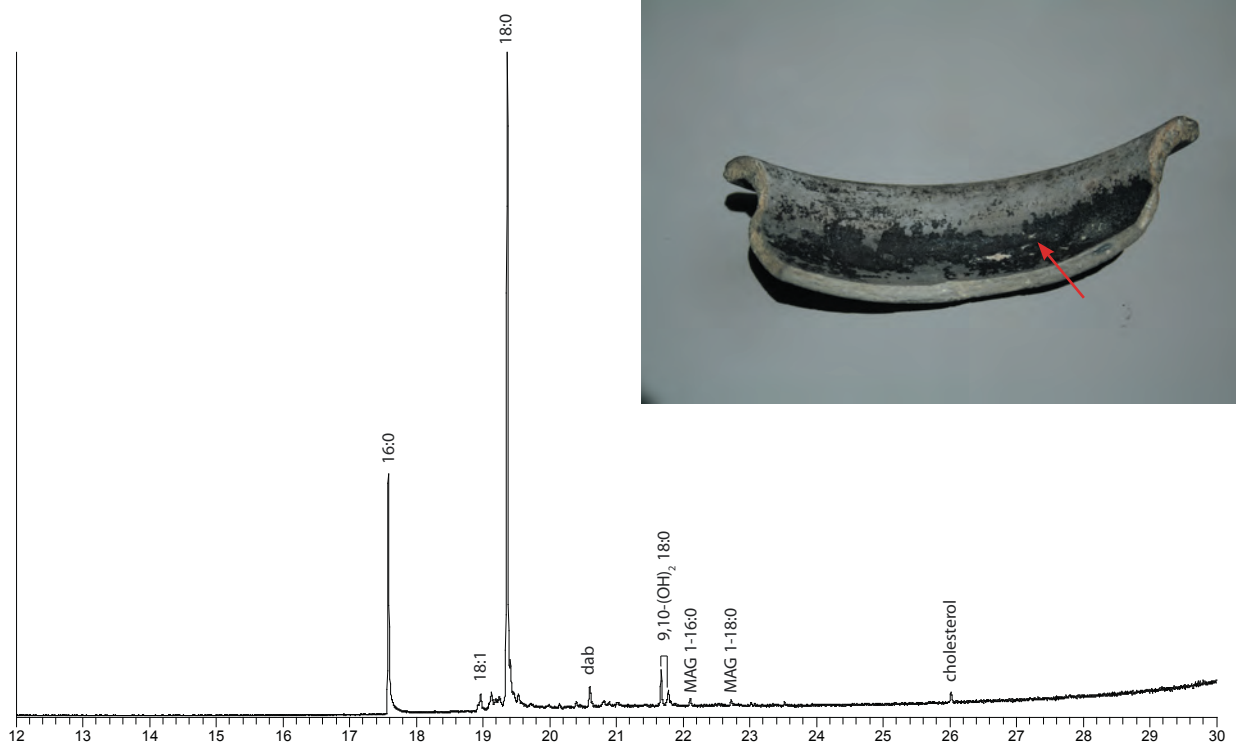 18:0
16:0
18:1
dab
9,10-(OH)₂ 18:0
MAG 1-16:0
MAG 1-18:0
cholesterol
12 13 14 15 16 17 18 19 20 21 22 23 24 25 26 27 28 29 30